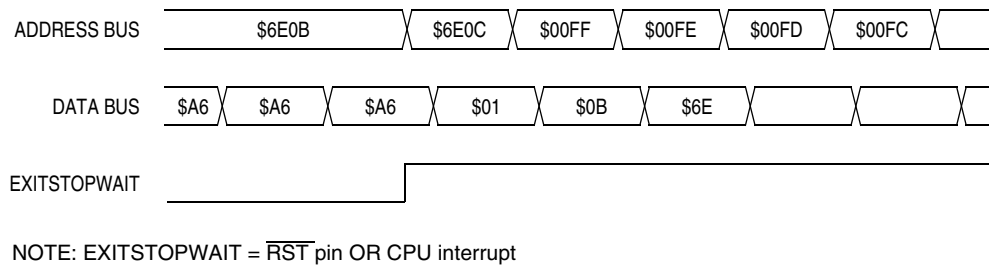 ADDRESS BUS $6E0B $6E0C $00FF $00FE $00FD $00FC
DATA BUS $A6 $A6 $A6 $01 $0B $6E
EXITSTOPWAIT
NOTE: EXITSTOPWAIT = RST pin OR CPU interrupt